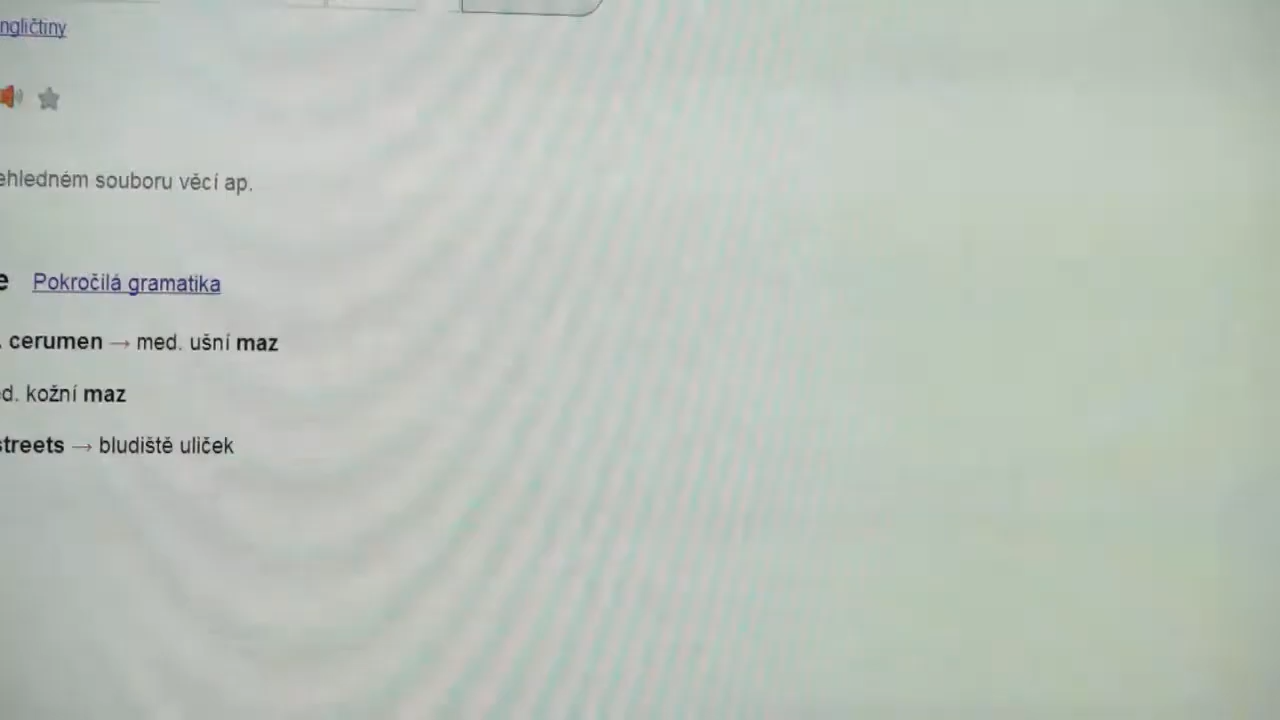 ngličtiny
ehledném souboru věcí ap.
e Pokročilá gramatika
. cerumen → med. ušní maz
d. kožní maz
streets → bludiště uliček